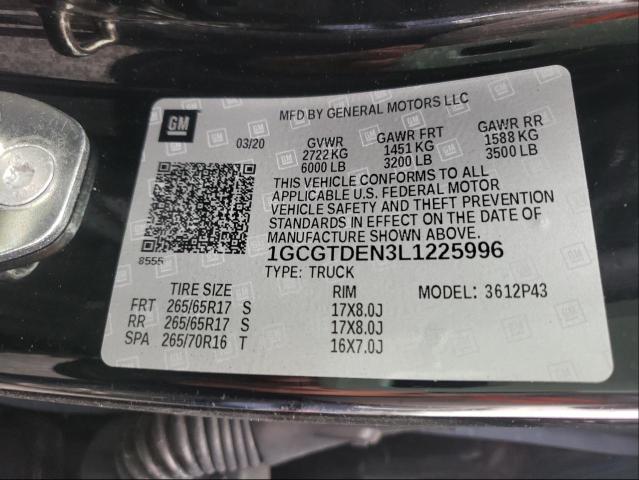 GM
MFD BY GENERAL MOTORS LLC
03/20 GVWR GAWR FRT GAWR RR
2722 KG 1451 KG 1588 KG
6000 LB 3200 LB 3500 LB
THIS VEHICLE CONFORMS TO ALL
APPLICABLE U.S. FEDERAL MOTOR
VEHICLE SAFETY AND THEFT PREVENTION
STANDARDS IN EFFECT ON THE DATE OF
MANUFACTURE SHOWN ABOVE.
8555 1GCGTDEN3L1225996
TYPE: TRUCK
TIRE SIZE RIM MODEL: 3612P43
FRT 265/65R17 S 17X8.0J
RR 265/65R17 S 17X8.0J
SPA 265/70R16 T 16X7.0J